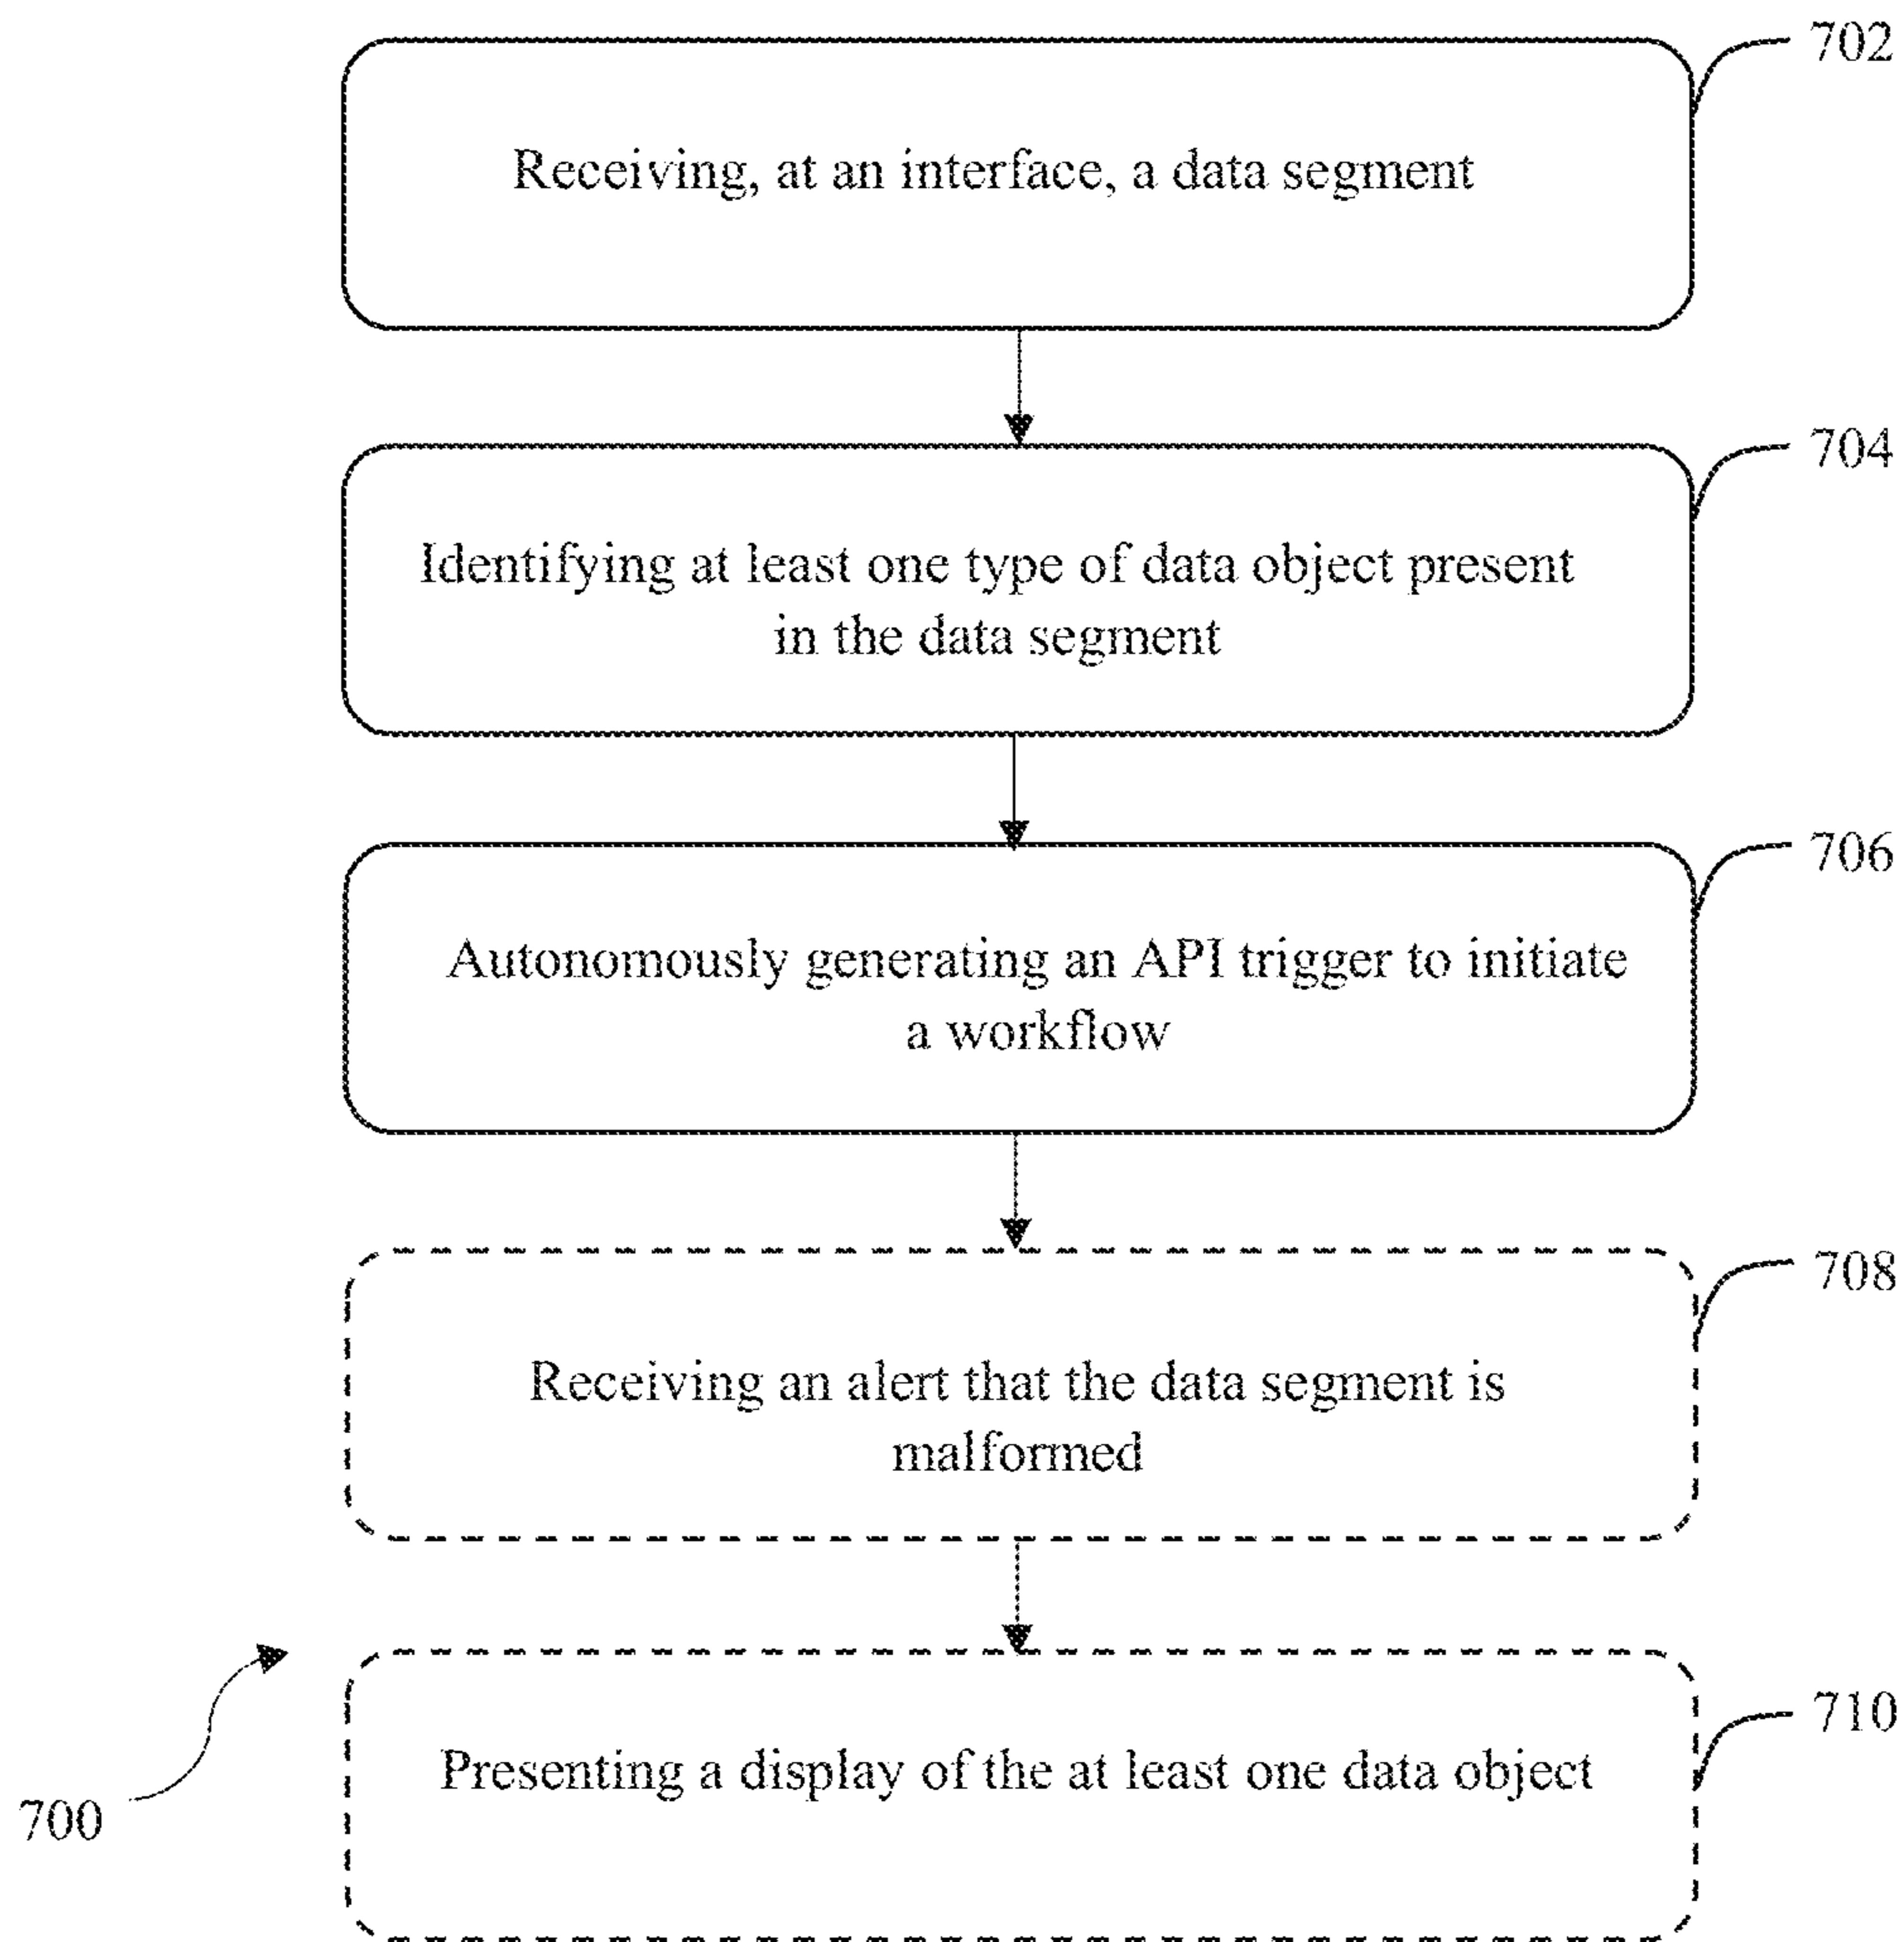 702
Receiving, at an interface, a data segment
704
Identifying at least one type of data object present
in the data segment
706
Autonomously generating an API trigger to initiate
a workflow
708
Receiving an alert that the data segment is
malformed
710
Presenting a display of the at least one data object
700